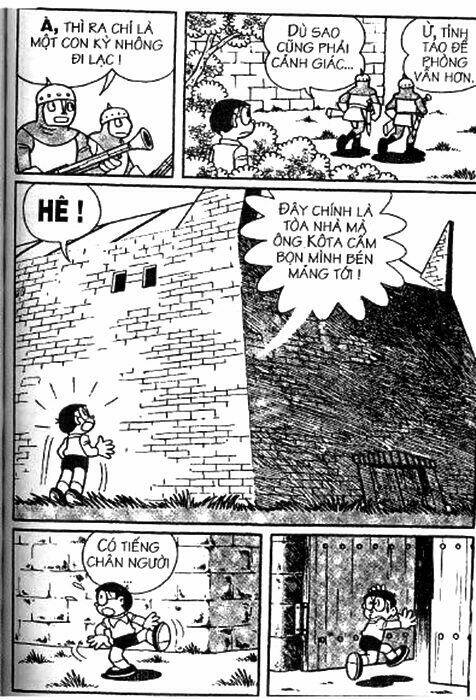 À, THÌ RA CHỈ LÀ
MỘT CON KỲ NHÔNG
ĐI LẠC !
DÙ SAO
CŨNG PHẢI
CẢNH GIÁC...
Ừ, TỈNH
TÁO ĐỀ
PHÒNG
VẪN HƠN.
HÊ !
ĐÂY CHÍNH LÀ
TÒA NHÀ MÀ
ÔNG KÔTA CẤM
BỌN MÌNH BÉN
MẢNG TỚI !
CÓ TIẾNG
CHÂN NGƯỜI